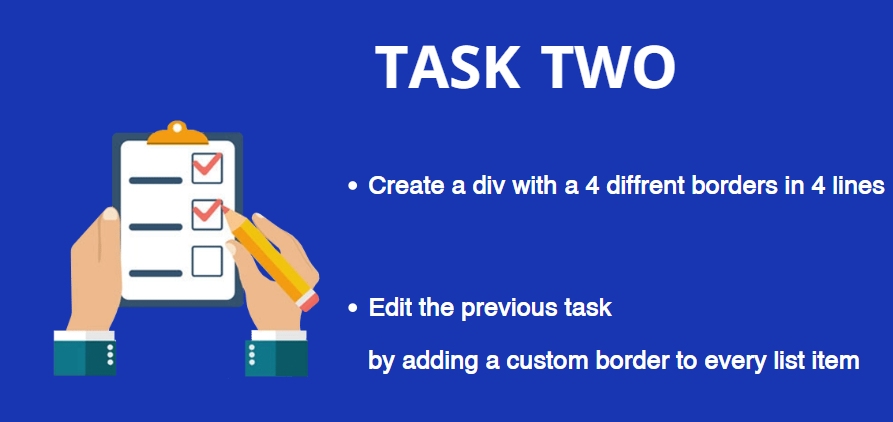 TASK TWO
• Create a div with a 4 diffrent borders in 4 lines
• Edit the previous task
by adding a custom border to every list item